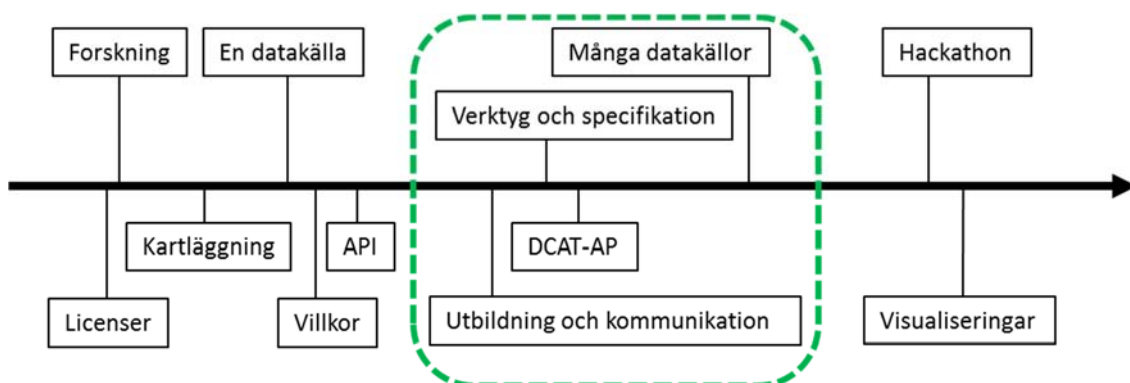 Forskning
En datakälla
Många datakällor
Hackathon
Verktyg och specifikation
Kartläggning
API
DCAT-AP
Licenser
Villkor
Utbildning och kommunikation
Visualiseringar